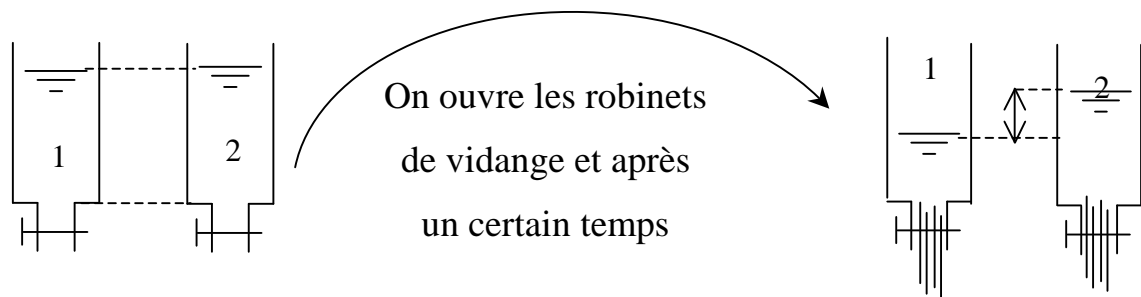 1
2
On ouvre les robinets
de vidange et après
un certain temps
1
2